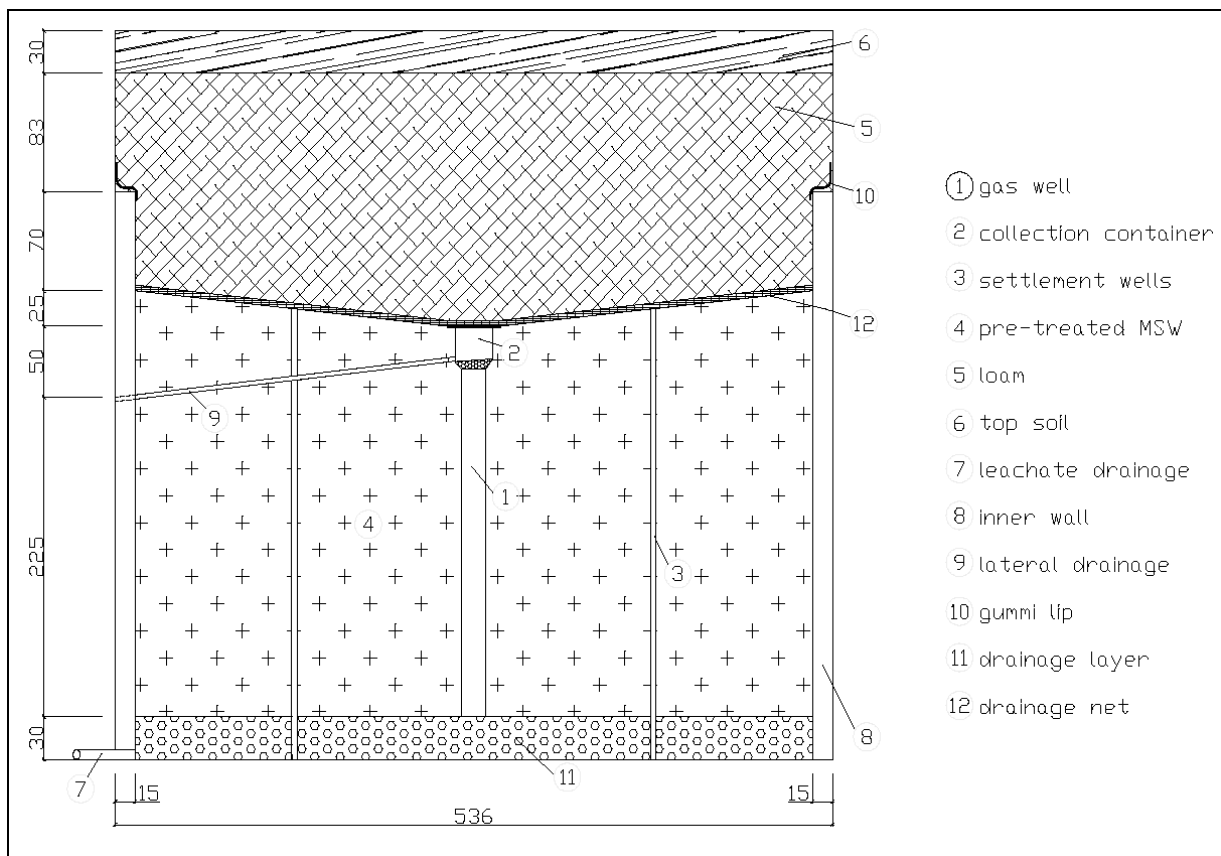 30
83
70
25
50
225
30
6
5
10
12
2
9
1
4
3
8
11
7
15
15
536
1 gas well
2 collection container
3 settlement wells
4 pre-treated MSW
5 loam
6 top soil
7 leachate drainage
8 inner wall
9 lateral drainage
10 gummi lip
11 drainage layer
12 drainage net